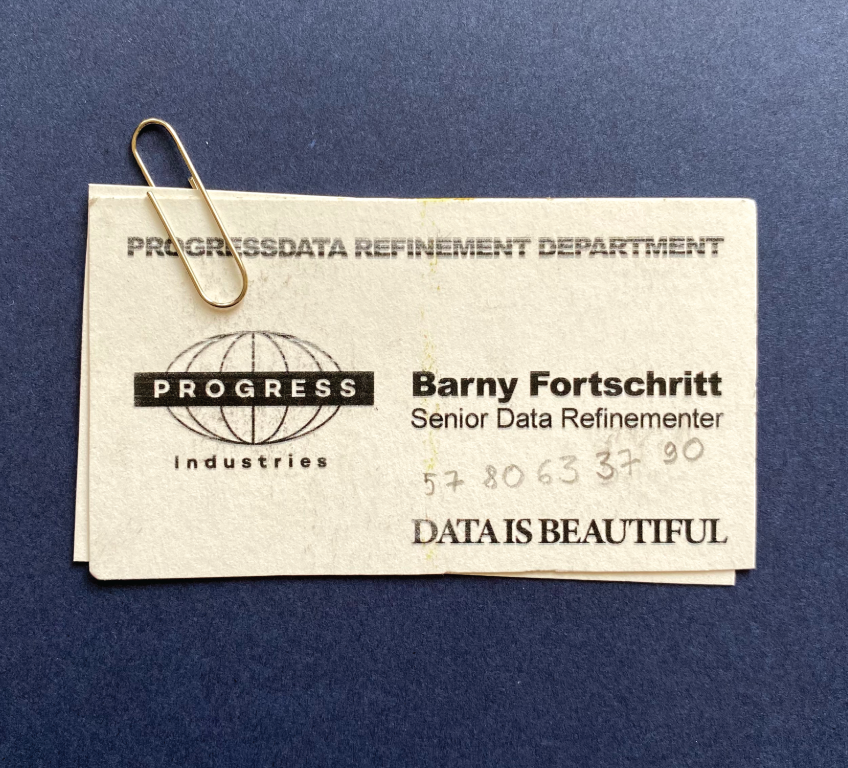 PROGRESSDATA REFINEMENT DEPARTMENT
PROGRESS
industries
Barny Fortschritt
Senior Data Refinementer
57 80 63 37 90
DATA IS BEAUTIFUL